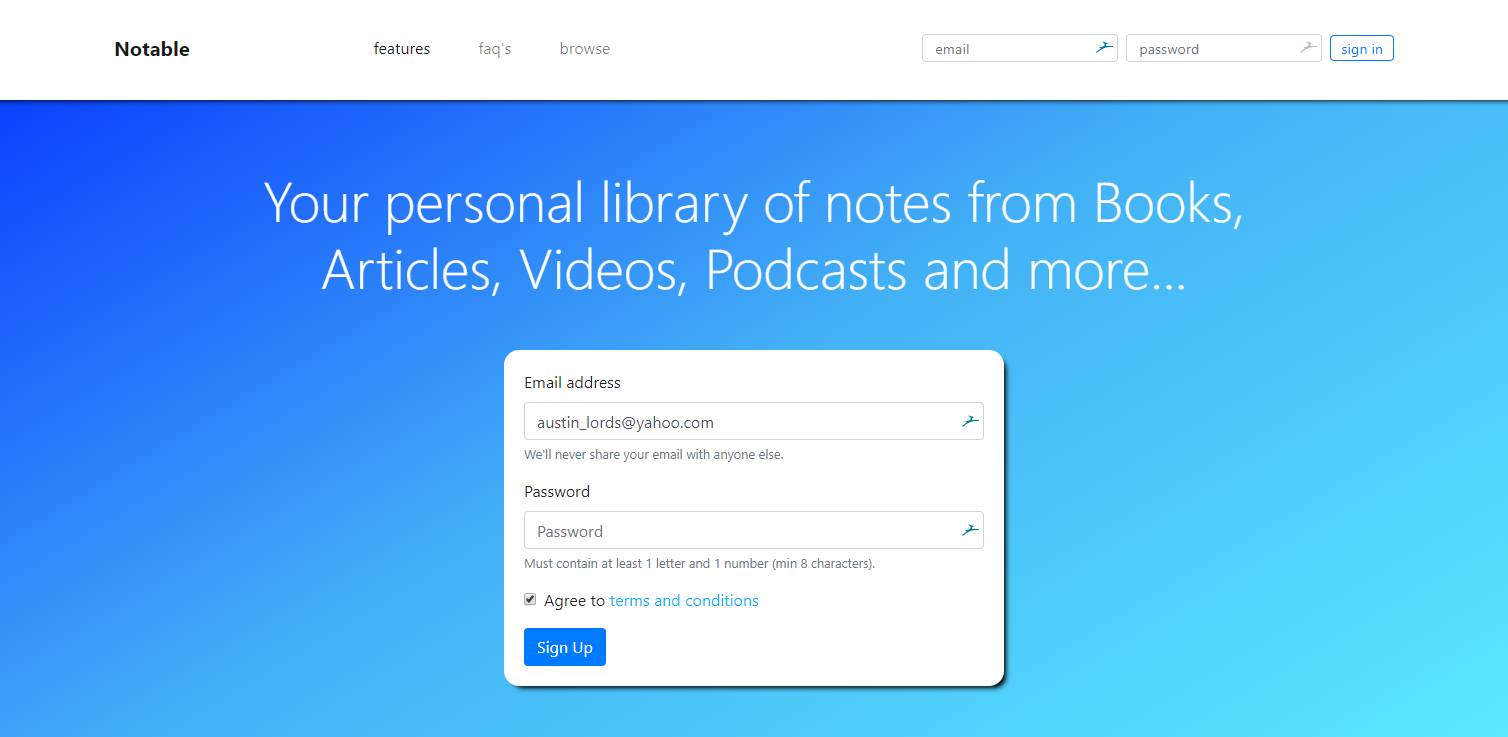 Notable
features faq's browse
email password sign in
Your personal library of notes from Books,
Articles, Videos, Podcasts and more...
Email address
austin_lords@yahoo.com
We'll never share your email with anyone else.
Password
Password
Must contain at least 1 letter and 1 number (min 8 characters).
Agree to terms and conditions
Sign Up